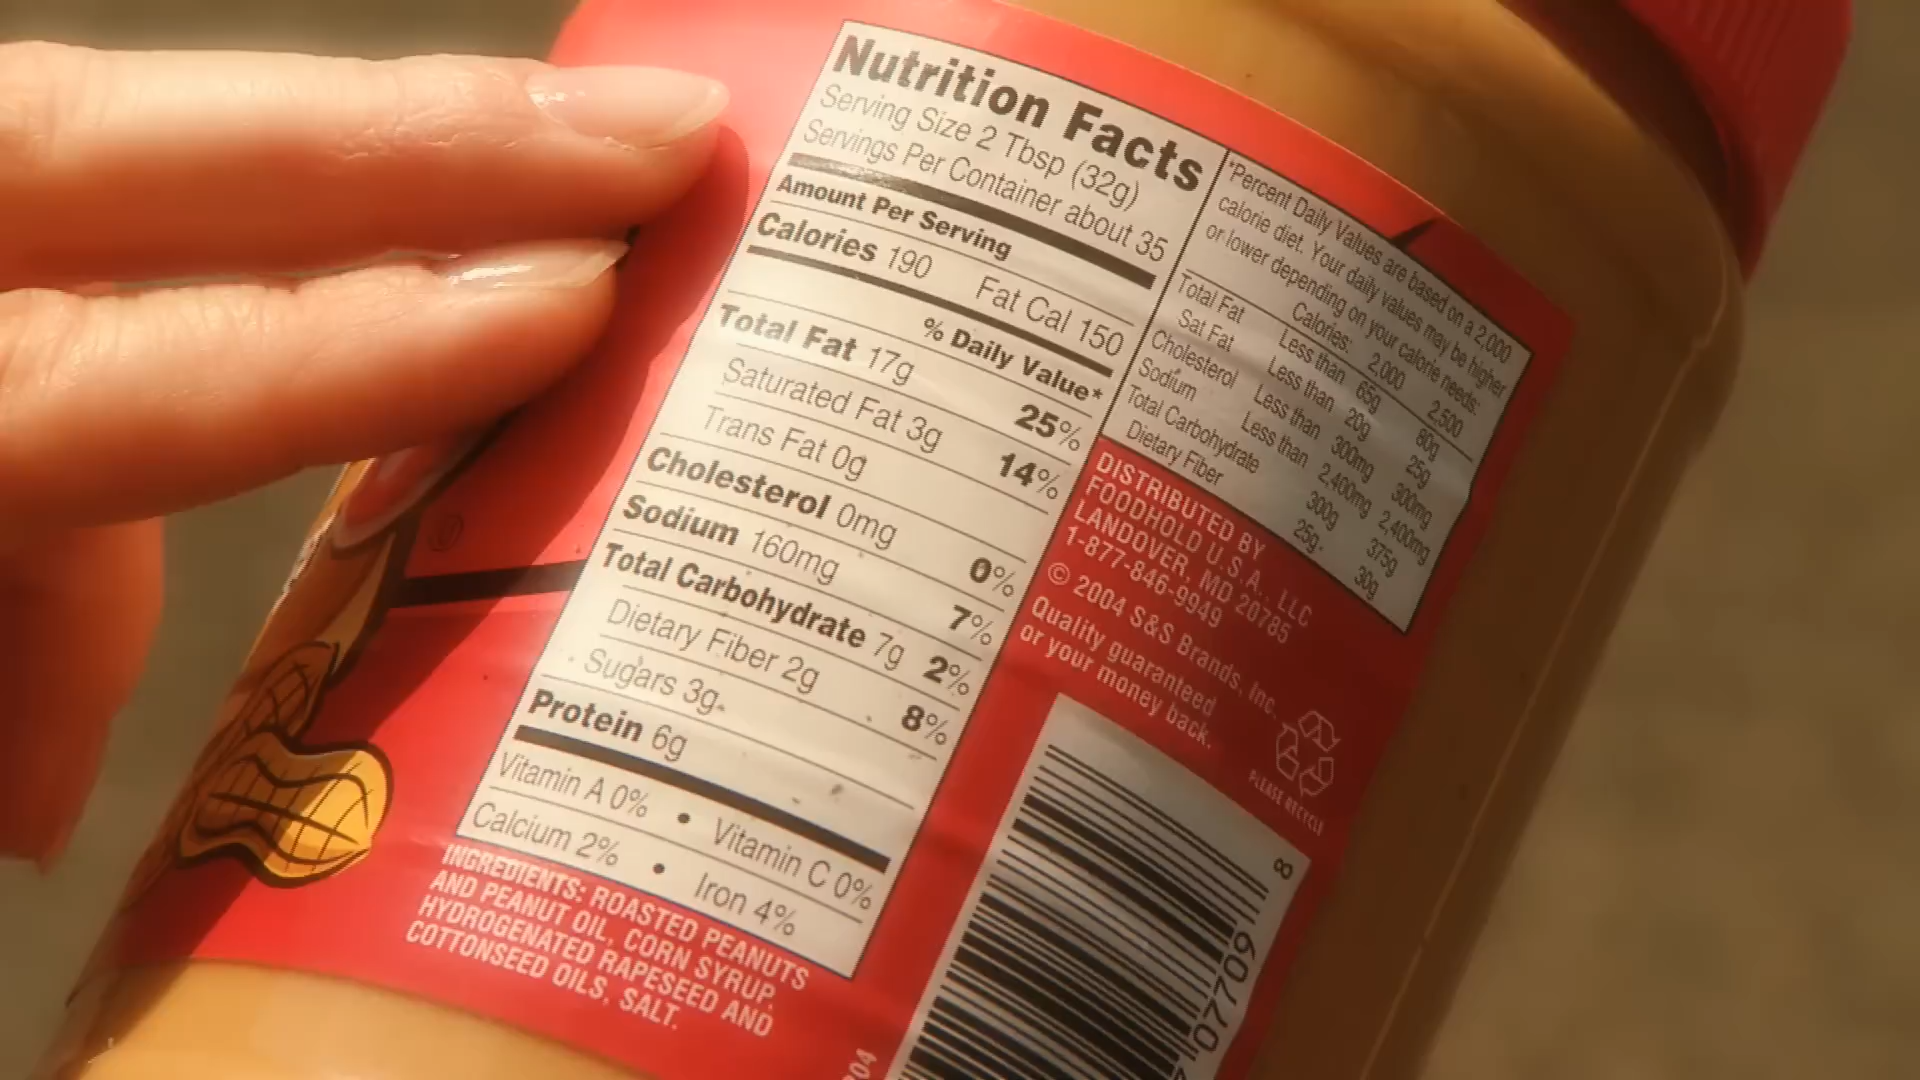 Nutrition Facts
Serving Size 2 Tbsp (32g)
Servings Per Container about 35
Amount Per Serving
Calories 190 Fat Cal 150
% Daily Value*
Total Fat 17g 25%
Saturated Fat 3g 14%
Trans Fat 0g
Cholesterol 0mg 0%
Sodium 160mg 7%
Total Carbohydrate 7g 2%
Dietary Fiber 2g 8%
Sugars 3g
Protein 6g
Vitamin A 0% • Vitamin C 0%
Calcium 2% • Iron 4%
INGREDIENTS: ROASTED PEANUTS
AND PEANUT OIL, CORN SYRUP,
HYDROGENATED RAPESEED AND
COTTONSEED OILS, SALT.
*Percent Daily Values are based on a 2,000
calorie diet. Your daily values may be higher
or lower depending on your calorie needs:
Calories: 2,000 2,500
Total Fat Less than 65g 80g
Sat Fat Less than 20g 25g
Cholesterol Less than 300mg 300mg
Sodium Less than 2,400mg 2,400mg
Total Carbohydrate 300g 375g
Dietary Fiber 25g 30g
DISTRIBUTED BY
FOODHOLD U.S.A., LLC
LANDOVER, MD 20785
1-877-846-9949
© 2004 S&S Brands, Inc.
Quality guaranteed
or your money back.
PLEASE RECYCLE
8
07709